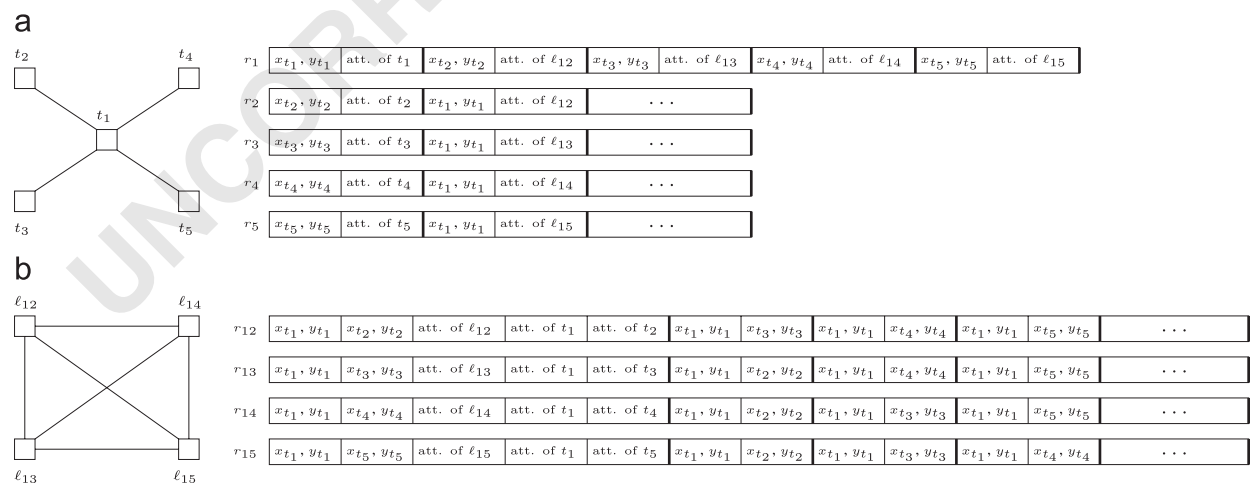 a
t2 t4
t1
t3 t5
r1 xt1, yt1 att. of t1 xt2, yt2 att. of ℓ12 xt3, yt3 att. of ℓ13 xt4, yt4 att. of ℓ14 xt5, yt5 att. of ℓ15
r2 xt2, yt2 att. of t2 xt1, yt1 att. of ℓ12 ...
r3 xt3, yt3 att. of t3 xt1, yt1 att. of ℓ13 ...
r4 xt4, yt4 att. of t4 xt1, yt1 att. of ℓ14 ...
r5 xt5, yt5 att. of t5 xt1, yt1 att. of ℓ15 ...
b
ℓ12 ℓ14
ℓ13 ℓ15
r12 xt1, yt1 xt2, yt2 att. of ℓ12 att. of t1 att. of t2 xt1, yt1 xt3, yt3 xt1, yt1 xt4, yt4 xt1, yt1 xt5, yt5 ...
r13 xt1, yt1 xt3, yt3 att. of ℓ13 att. of t1 att. of t3 xt1, yt1 xt2, yt2 xt1, yt1 xt4, yt4 xt1, yt1 xt5, yt5 ...
r14 xt1, yt1 xt4, yt4 att. of ℓ14 att. of t1 att. of t4 xt1, yt1 xt2, yt2 xt1, yt1 xt3, yt3 xt1, yt1 xt5, yt5 ...
r15 xt1, yt1 xt5, yt5 att. of ℓ15 att. of t1 att. of t5 xt1, yt1 xt2, yt2 xt1, yt1 xt3, yt3 xt1, yt1 xt4, yt4 ...